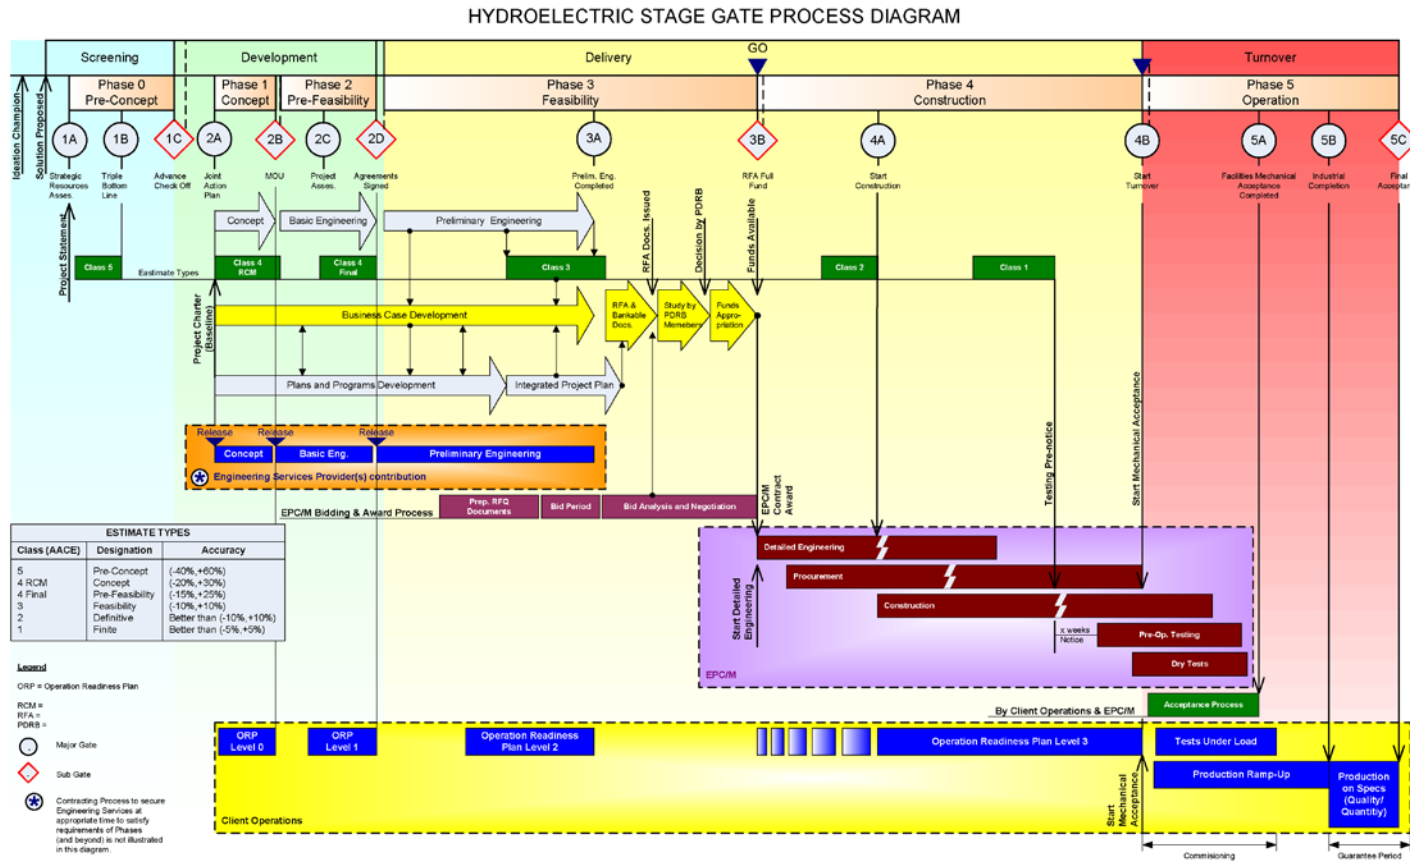 HYDROELECTRIC STAGE GATE PROCESS DIAGRAM
Screening
Development
Delivery
GO
Turnover
Phase 0
Pre-Concept
Phase 1
Concept
Phase 2
Pre-Feasibility
Phase 3
Feasibility
Phase 4
Construction
Phase 5
Operation
Ideation Champion
Solution Proposed
1A
1B
1C
2A
2B
2C
2D
3A
3B
4A
4B
5A
5B
5C
Strategic
Resources
Asses.
Triple
Bottom
Line
Advance
Check Off
Joint
Action
Plan
MOU
Project
Asses.
Agreements
Signed
Prelim. Eng.
Completed
RFA Full
Fund
Start
Construction
Start
Turnover
Facilities Mechanical
Acceptance
Completed
Industrial
Completion
Final
Acceptan
Project Statement
Concept
Basic Engineering
Preliminary Engineering
RFA Docs. Issued
Decision by PDRB
Funds Available
Class 5
Eastimate Types
Class 4
RCM
Class 4
Final
Class 3
Class 2
Class 1
Project Charter
(Baseline)
Business Case Development
RFA &
Bankable
Docs.
Study by
PDRB
Memebers
Funds
Appro-
priation
Plans and Programs Development
Integrated Project Plan
Release
Release
Release
Concept
Basic Eng.
Preliminary Engineering
Engineering Services Provider(s) contribution
EPC/M Bidding & Award Process
Prep. RFQ
Documents
Bid Period
Bid Analysis and Negotiation
EPC/M
Contract
Award
Testing Pre-notice
Start Mechanical Acceptance
ESTIMATE TYPES
Class (AACE) Designation Accuracy
5 Pre-Concept (-40%,+60%)
4 RCM Concept (-20%,+30%)
4 Final Pre-Feasibility (-15%,+25%)
3 Feasibility (-10%,+10%)
2 Definitive Better than (-10%,+10%)
1 Finite Better than (-5%,+5%)
Detailed Engineering
Procurement
Construction
Start Detailed
Engineering
x weeks
Notice
Pre-Op. Testing
Dry Tests
EPC/M
By Client Operations & EPC/M
Acceptance Process
Legend
ORP = Operation Readiness Plan
RCM =
RFA =
PDRB =
Major Gate
Sub Gate
Contracting Process to secure
Engineering Services at
appropriate time to satisfy
requirements of Phases
(and beyond) is not illustrated
in this diagram.
ORP
Level 0
ORP
Level 1
Operation Readiness
Plan Level 2
Operation Readiness Plan Level 3
Tests Under Load
Production Ramp-Up
Production
on Specs
(Quality/
Quantitiy)
Start
Mechanical
Acceptance
Client Operations
Commisioning
Guarantee Period